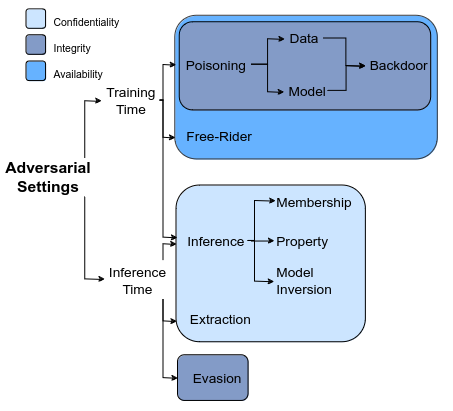 Confidentiality
Integrity
Availability
Data
Poisoning
Backdoor
Model
Training
Time
Free-Rider
Adversarial
Settings
Membership
Inference
Property
Inference
Time
Model
Inversion
Extraction
Evasion